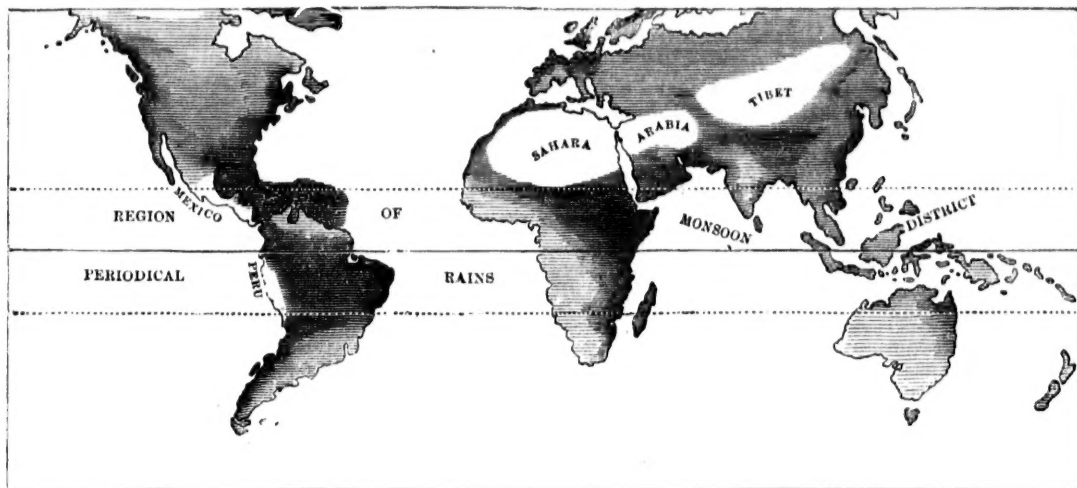 TIBET
ARABIA
SAHARA
MEXICO
REGION OF
MONSOON DISTRICT
PERIODICAL RAINS
PERU